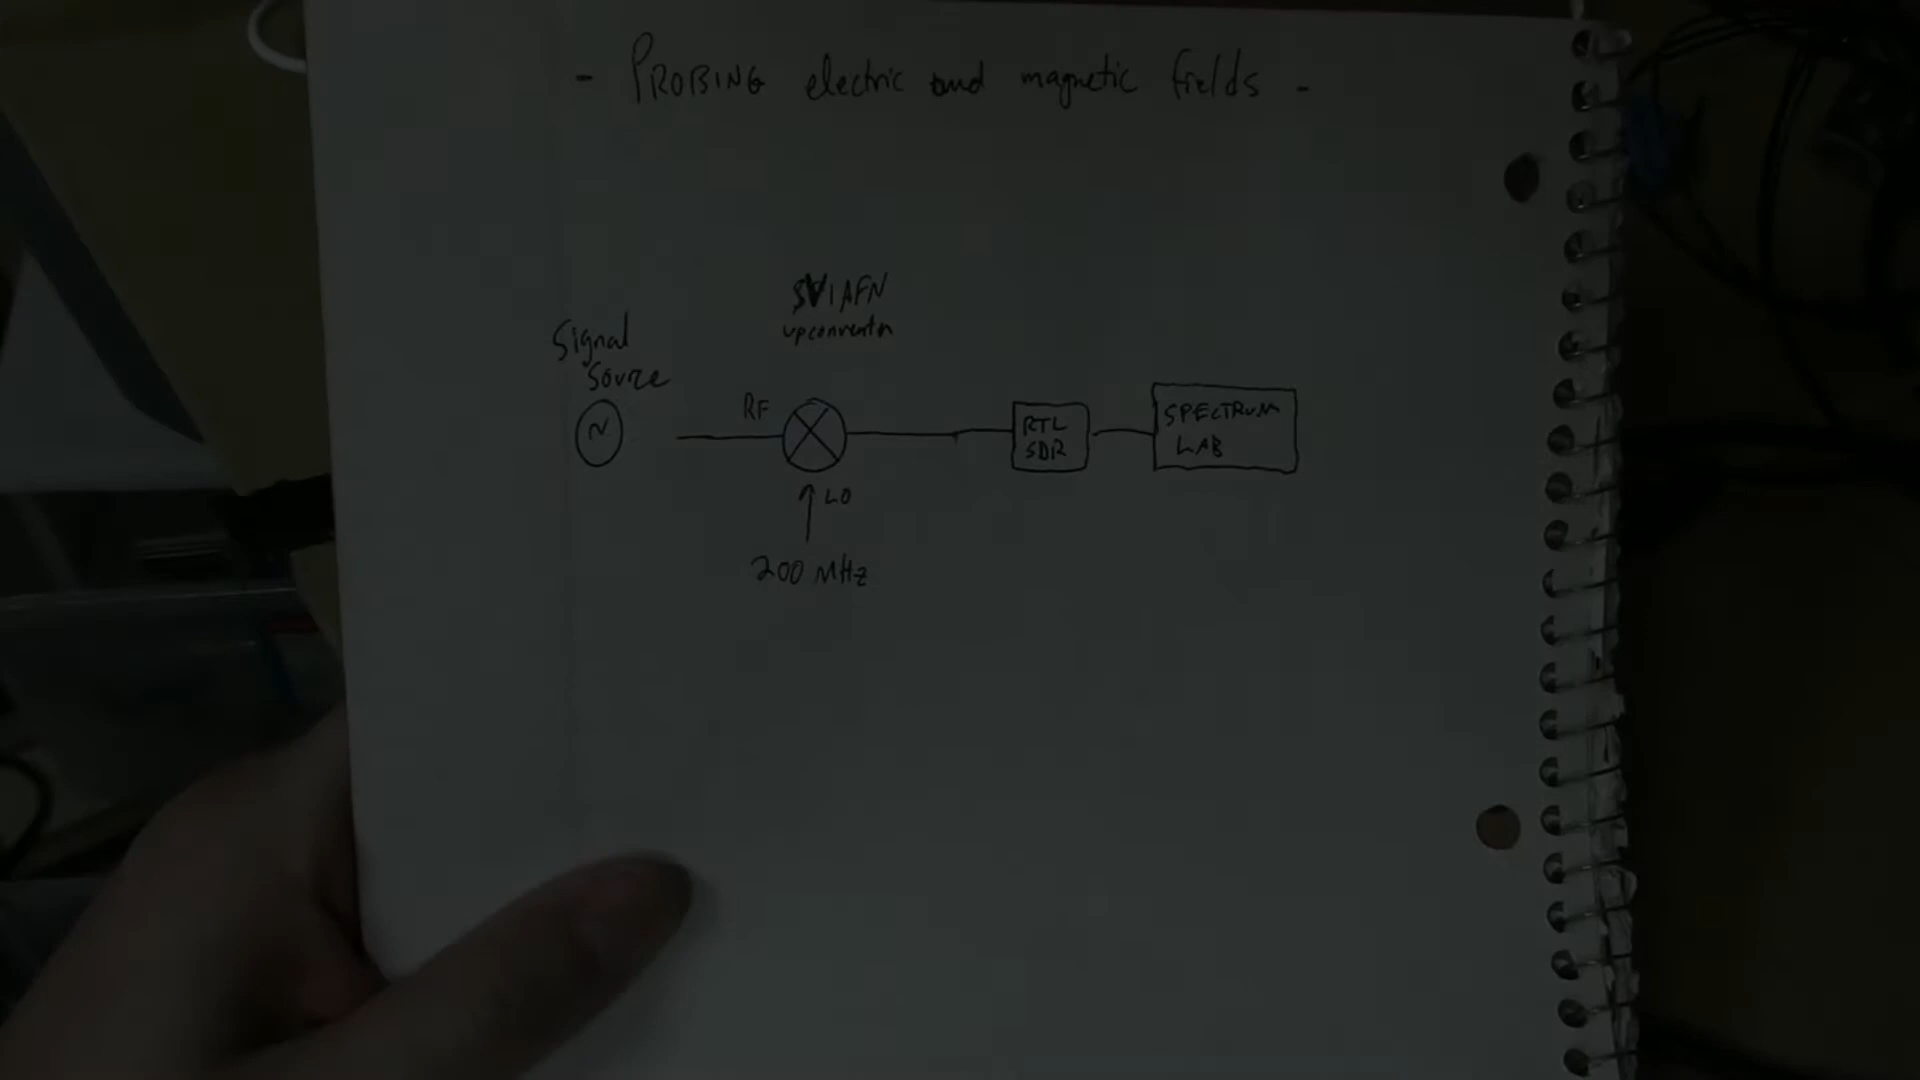 - PROBING electric and magnetic fields -
SV1AFN
upconverter
Signal
Source
RF
RTL
SDR
SPECTRUM
LAB
LO
200 MHz